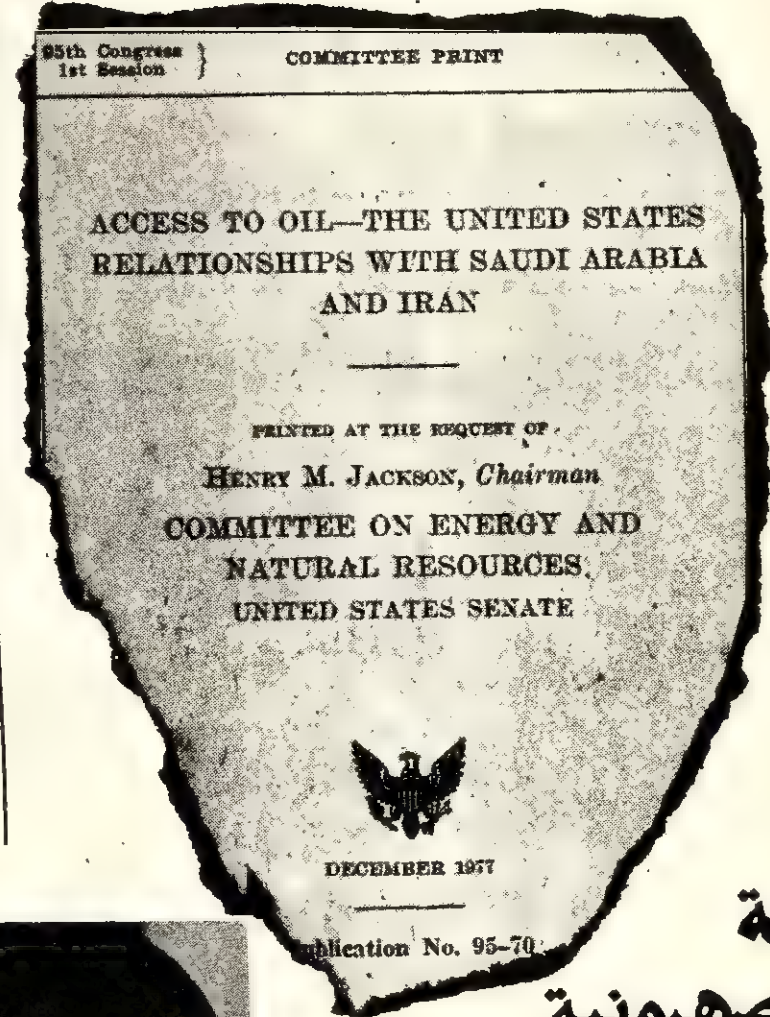 95th Congress
1st Session } COMMITTEE PRINT
ACCESS TO OIL—THE UNITED STATES
RELATIONSHIPS WITH SAUDI ARABIA
AND IRAN
PRINTED AT THE REQUEST OF
HENRY M. JACKSON, Chairman
COMMITTEE ON ENERGY AND
NATURAL RESOURCES
UNITED STATES SENATE
DECEMBER 1977
Publication No. 95-70